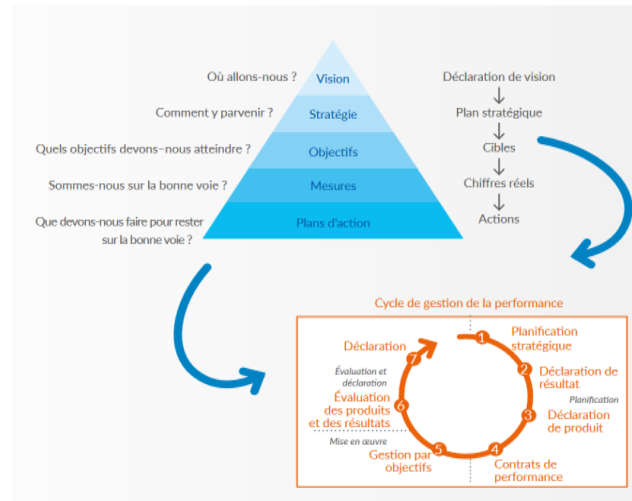 Où allons-nous ?
Vision
Déclaration de vision
Comment y parvenir ?
Stratégie
Plan stratégique
Quels objectifs devons–nous atteindre ?
Objectifs
Cibles
Sommes-nous sur la bonne voie ?
Mesures
Chiffres réels
Que devons-nous faire pour rester
sur la bonne voie ?
Plans d'action
Actions
Cycle de gestion de la performance
1
Planification
stratégique
2
Déclaration de
résultat
Planification
3
Déclaration
de produit
4
Contrats de
performance
5
Gestion par
objectifs
Mise en œuvre
6
Évaluation
des produits
et des résultats
Évaluation et
déclaration
7
Déclaration